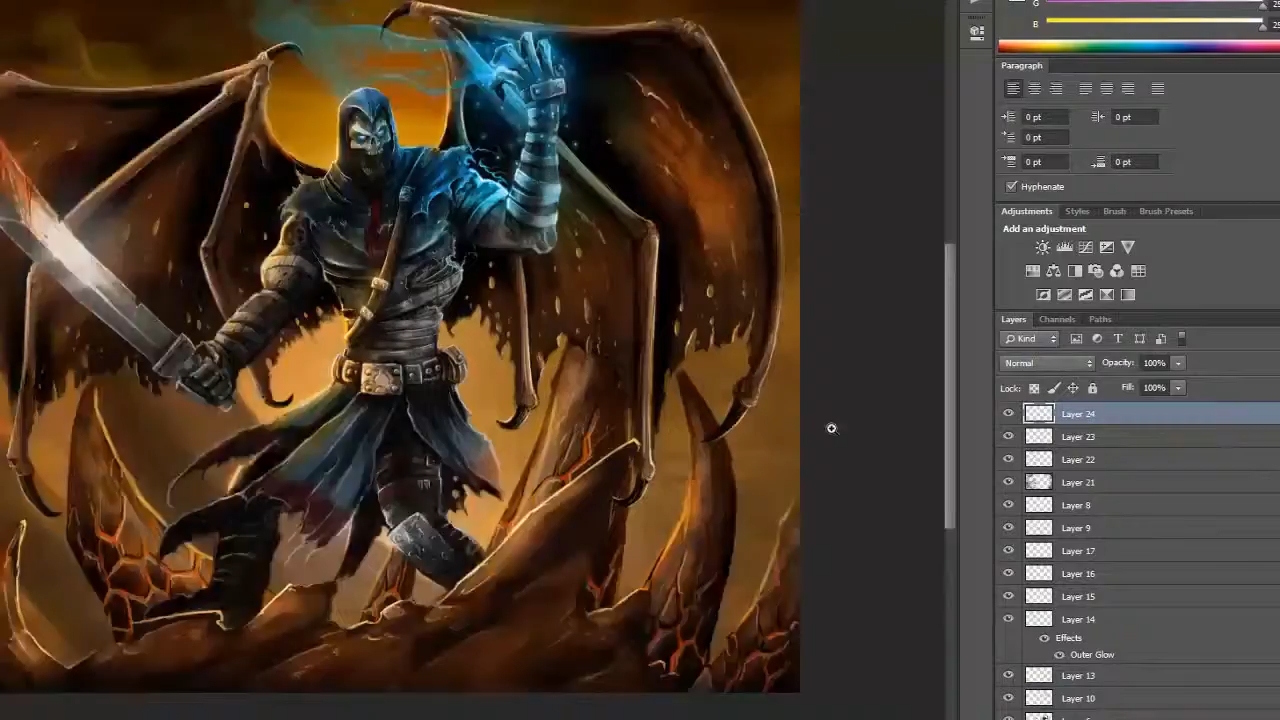 G
B
Paragraph
0 pt 0 pt
0 pt
0 pt 0 pt
Hyphenate
Adjustments Styles Brush Brush Presets
Add an adjustment
Layers Channels Paths
Kind
Normal Opacity: 100%
Lock: Fill: 100%
Layer 24
Layer 23
Layer 22
Layer 21
Layer 8
Layer 9
Layer 17
Layer 16
Layer 15
Layer 14
Effects
Outer Glow
Layer 13
Layer 10